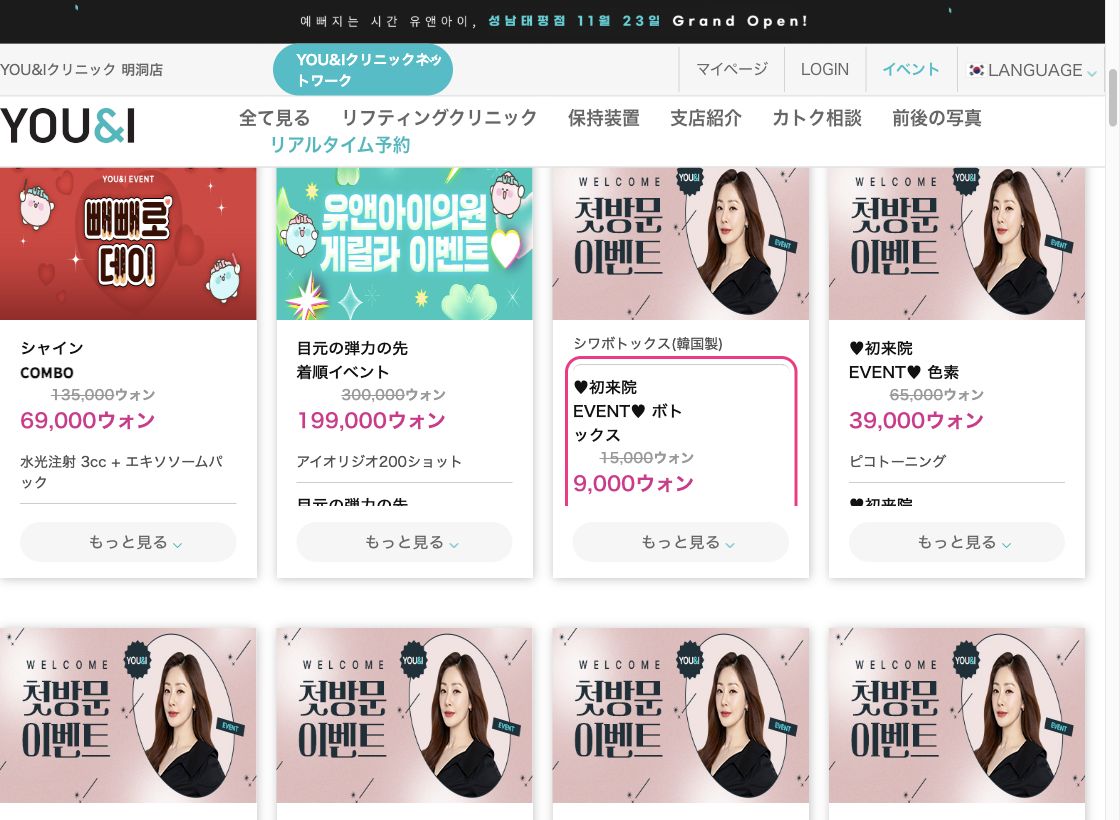 예뻐지는 시간 유앤아이, 성남태평점 11월 23일 Grand Open!
YOU&Iクリニック 明洞店
YOU&Iクリニックネッ
トワーク
マイページ
LOGIN
イベント
LANGUAGE
YOU&I
全て見る リフティングクリニック 保持装置 支店紹介 カトク相談 前後の写真
リアルタイム予約
YOU&I EVENT
빼빼로
데이
シャイン
COMBO
135,000ウォン
69,000ウォン
水光注射 3cc + エキソソームパ
ック
もっと見る
유앤아이의원
게릴라 이벤트
目元の弾力の先
着順イベント
300,000ウォン
199,000ウォン
アイオリジオ200ショット
目元の弾力の先
もっと見る
WELCOME
YOU&I
첫방문
이벤트
EVENT
シワボトックス(韓国製)
♥初来院
EVENT♥ ボト
ックス
15,000ウォン
9,000ウォン
もっと見る
WELCOME
YOU&I
첫방문
이벤트
EVENT
♥初来院
EVENT♥ 色素
65,000ウォン
39,000ウォン
ピコトーニング
♥初来院
もっと見る
WELCOME
YOU&I
첫방문
이벤트
EVENT
WELCOME
YOU&I
첫방문
이벤트
EVENT
WELCOME
YOU&I
첫방문
이벤트
EVENT
WELCOME
YOU&I
첫방문
이벤트
EVENT